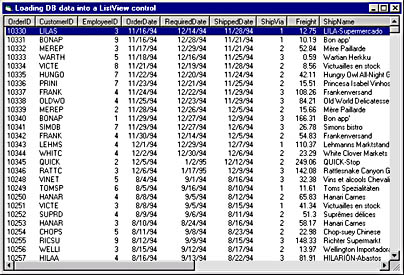 Loading DB data into a ListView control
OrderID CustomerID EmployeeID OrderDate RequiredDate ShippedDate ShipVia Freight ShipName
10330 LILAS 3 11/16/94 12/14/94 11/28/94 1 12.75 LILA-Supermercado
10331 BONAP 9 11/16/94 12/28/94 11/21/94 1 10.19 Bon app'
10332 MEREP 3 11/17/94 12/29/94 11/21/94 2 52.84 Mère Paillarde
10333 WARTH 5 11/18/94 12/16/94 11/25/94 3 0.59 Wartian Herkku
10334 VICTE 8 11/21/94 12/19/94 11/28/94 2 8.56 Victuailles en stock
10335 HUNGO 7 11/22/94 12/20/94 11/24/94 2 42.11 Hungry Owl All-Night G
10336 PRINI 7 11/23/94 12/21/94 11/25/94 2 15.51 Princesa Isabel Vinhos
10337 FRANK 4 11/24/94 12/22/94 11/29/94 3 108.26 Frankenversand
10338 OLDWO 4 11/25/94 12/23/94 11/29/94 3 84.21 Old World Delicatesse
10339 MEREP 2 11/28/94 12/26/94 12/5/94 2 15.66 Mère Paillarde
10340 BONAP 1 11/29/94 12/27/94 12/9/94 3 166.31 Bon app'
10341 SIMOB 7 11/29/94 12/27/94 12/6/94 3 26.78 Simons bistro
10342 FRANK 4 11/30/94 12/14/94 12/5/94 2 54.83 Frankenversand
10343 LEHMS 4 12/1/94 12/29/94 12/7/94 1 110.37 Lehmanns Marktstand
10344 WHITC 4 12/2/94 12/30/94 12/6/94 2 23.29 White Clover Markets
10345 QUICK 2 12/5/94 1/2/95 12/12/94 2 249.06 QUICK-Stop
10346 RATTC 3 12/6/94 1/17/95 12/9/94 3 142.08 Rattlesnake Canyon G
10248 VINET 5 8/4/94 9/1/94 8/16/94 3 32.38 Vins et alcools Cheval
10249 TOMSP 6 8/5/94 9/16/94 8/10/94 1 11.61 Toms Spezialitäten
10250 HANAR 4 8/8/94 9/5/94 8/12/94 2 65.83 Hanari Carnes
10251 VICTE 3 8/8/94 9/5/94 8/15/94 1 41.34 Victuailles en stock
10252 SUPRD 4 8/9/94 9/6/94 8/11/94 2 51.3 Suprêmes délices
10253 HANAR 3 8/10/94 8/24/94 8/16/94 2 58.17 Hanari Carnes
10254 CHOPS 5 8/11/94 9/8/94 8/23/94 2 22.98 Chop-suey Chinese
10255 RICSU 9 8/12/94 9/9/94 8/15/94 3 148.33 Richter Supermarkt
10256 WELLI 3 8/15/94 9/12/94 8/17/94 2 13.97 Wellington Importadora
10257 HILAA 4 8/16/94 9/13/94 8/22/94 3 81.91 HILARIÓN-Abastos